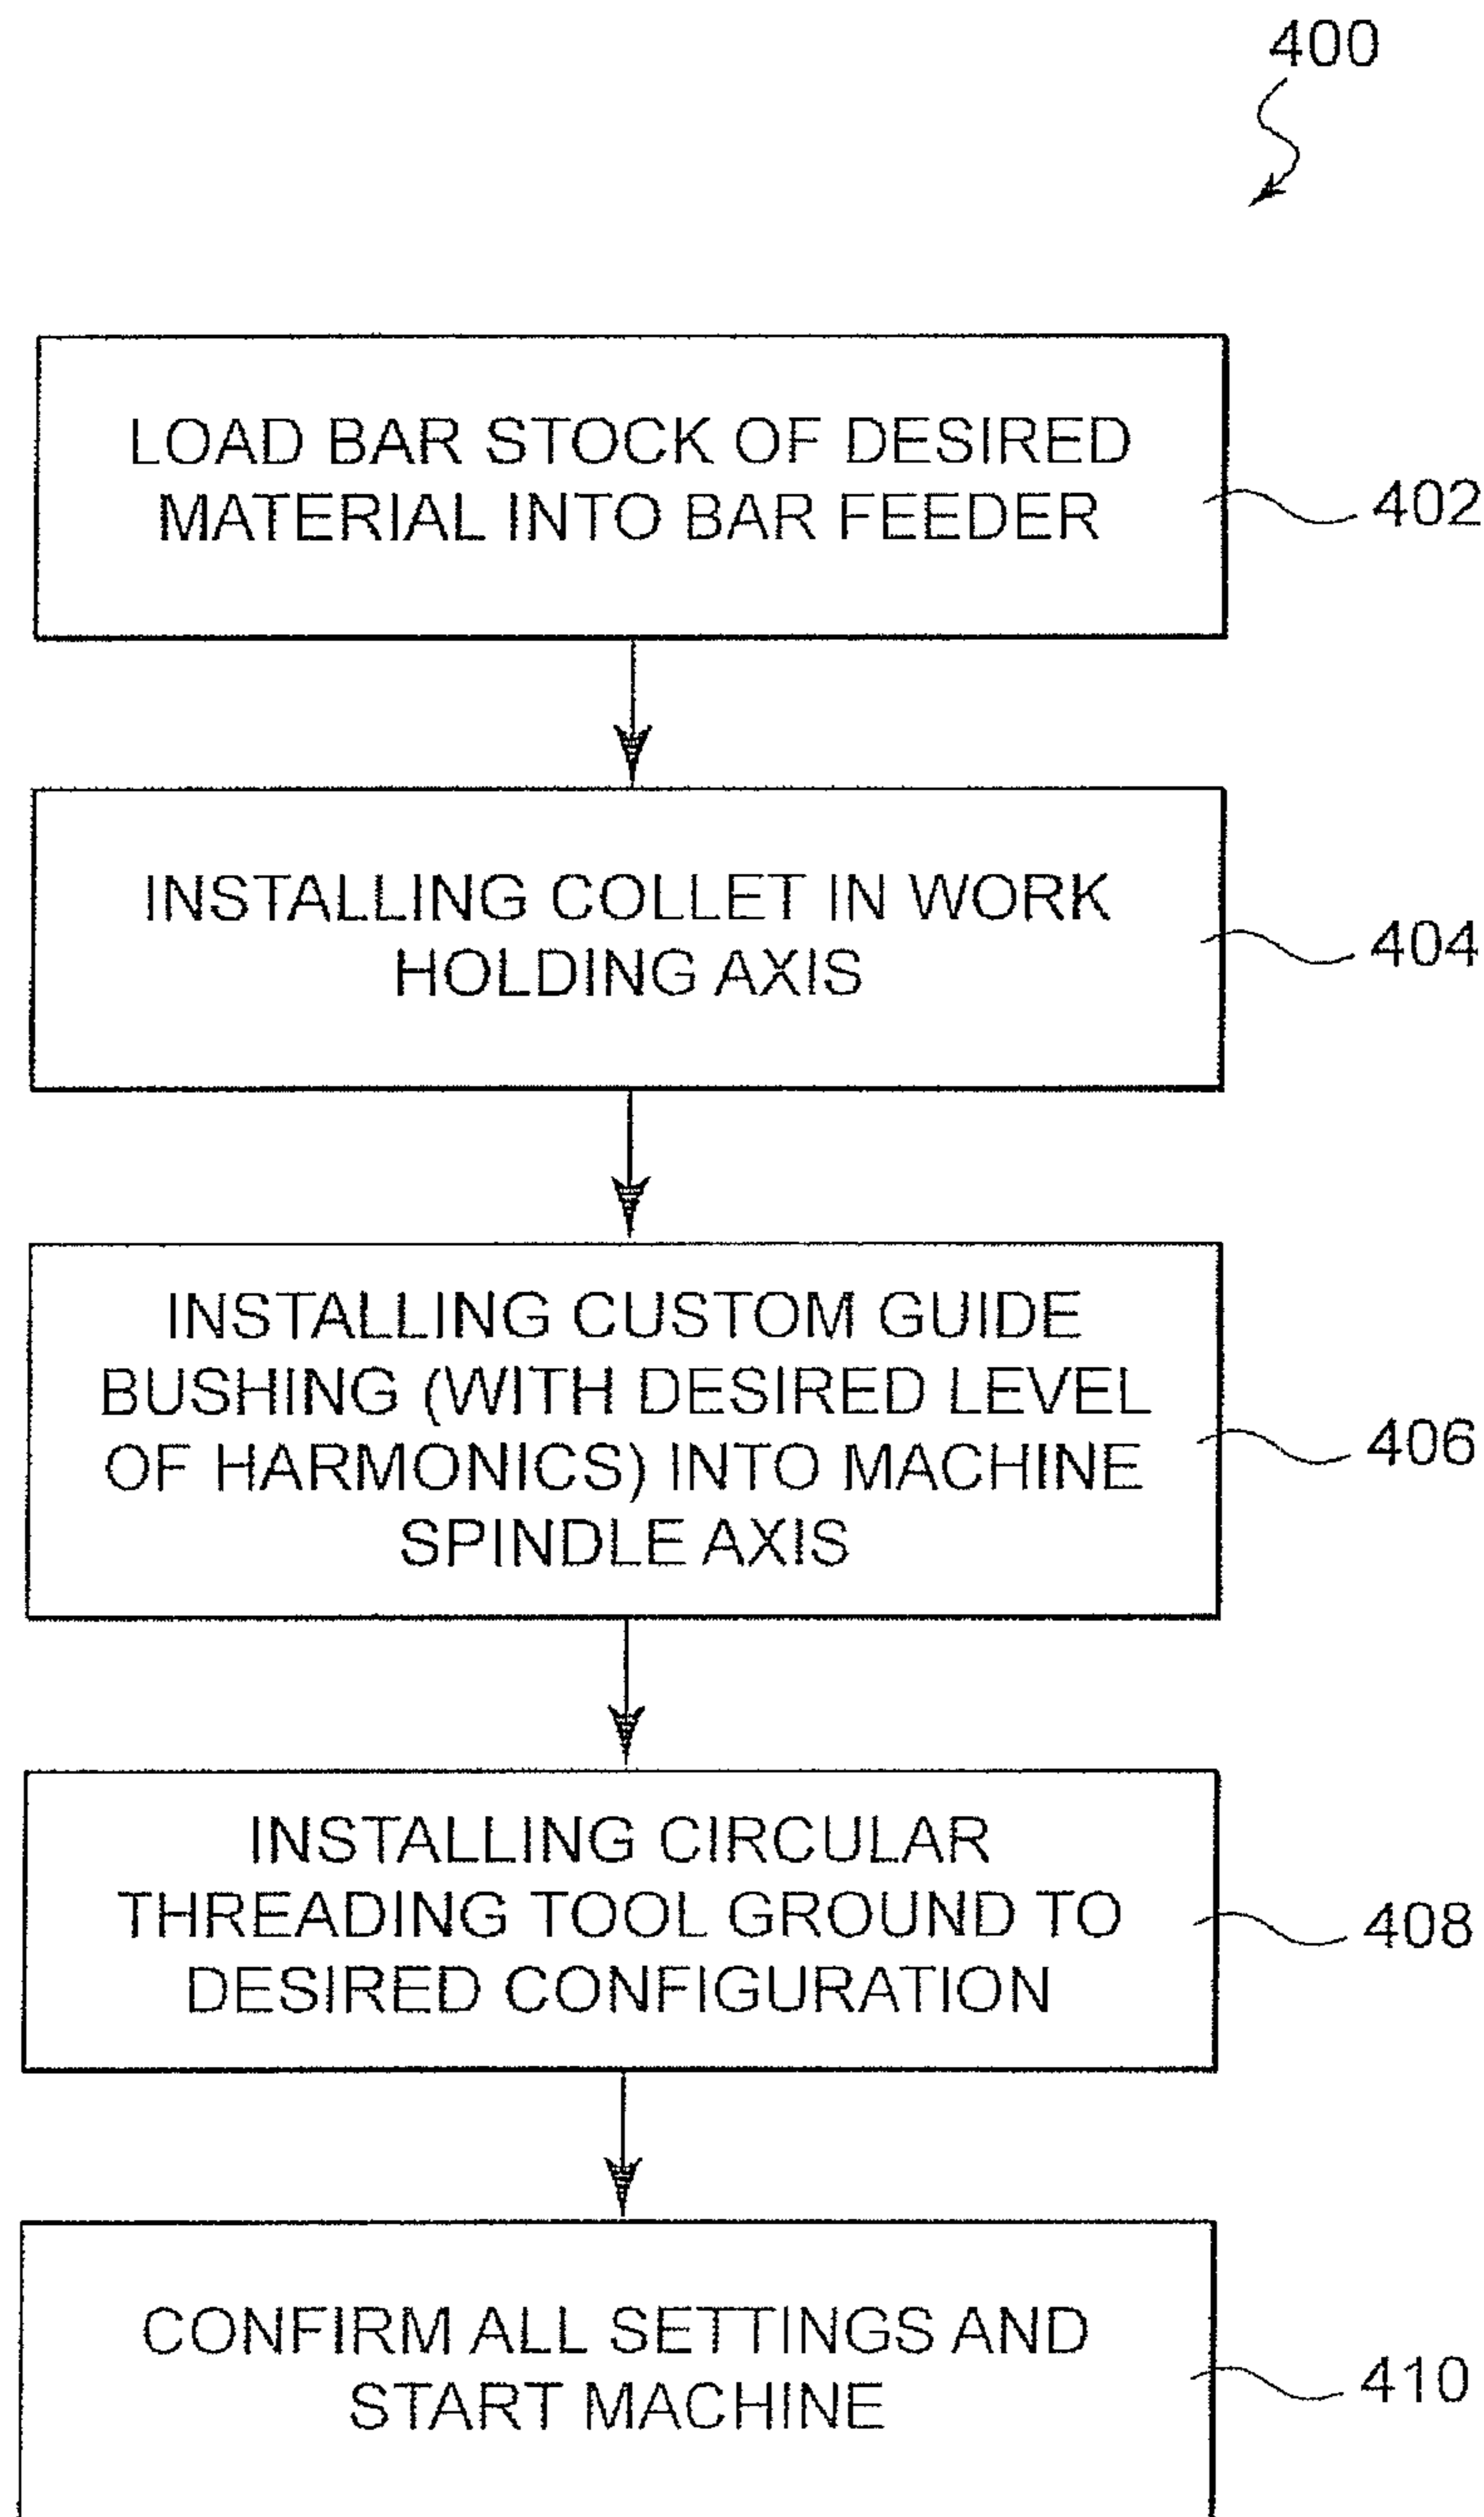 400
LOAD BAR STOCK OF DESIRED
MATERIAL INTO BAR FEEDER
402
INSTALLING COLLET IN WORK
HOLDING AXIS
404
INSTALLING CUSTOM GUIDE
BUSHING (WITH DESIRED LEVEL
OF HARMONICS) INTO MACHINE
SPINDLE AXIS
406
INSTALLING CIRCULAR
THREADING TOOL GROUND TO
DESIRED CONFIGURATION
408
CONFIRM ALL SETTINGS AND
START MACHINE
410